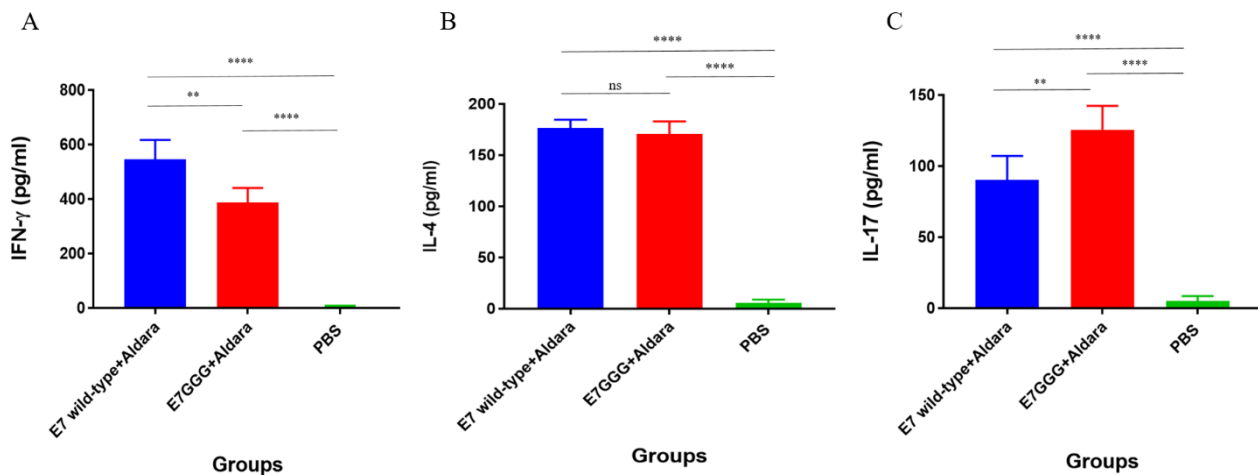 A
****
**
****
800
600
400
200
0
IFN-γ (pg/ml)
E7 wild-type+Aldara
E7GGG+Aldara
PBS
Groups
B
****
****
ns
200
150
100
50
0
IL-4 (pg/ml)
E7 wild-type+Aldara
E7GGG+Aldara
PBS
Groups
C
****
****
**
150
100
50
0
IL-17 (pg/ml)
E7 wild-type+Aldara
E7GGG+Aldara
PBS
Groups